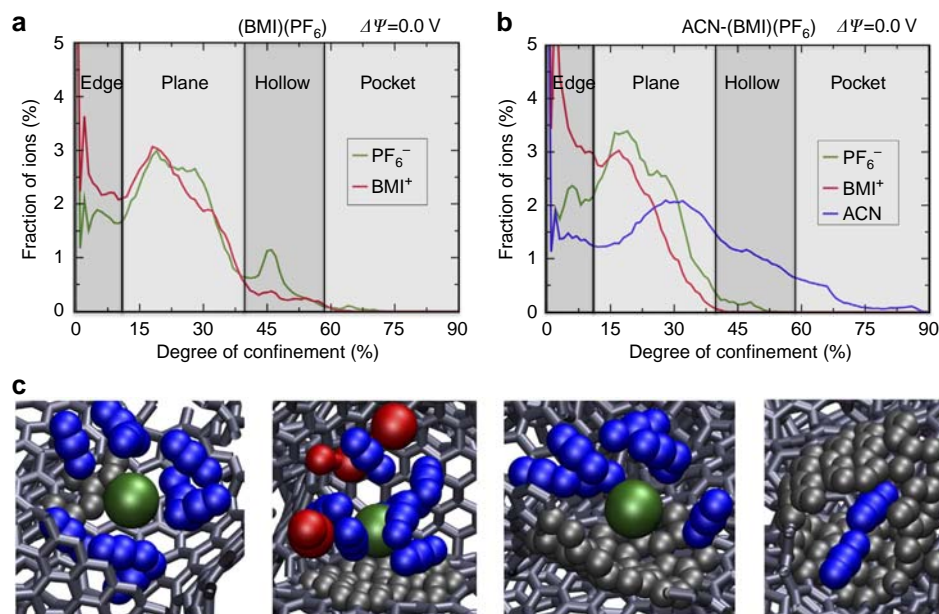 a
(BMI)(PF₆) ΔΨ=0.0 V
5
4
3
2
1
0
Edge
Plane
Hollow
Pocket
PF₆⁻
BMI⁺
Fraction of ions (%)
0 15 30 45 60 75 90
Degree of confinement (%)
b
ACN-(BMI)(PF₆) ΔΨ=0.0 V
5
4
3
2
1
0
Edge
Plane
Hollow
Pocket
PF₆⁻
BMI⁺
ACN
Fraction of ions (%)
0 15 30 45 60 75 90
Degree of confinement (%)
c